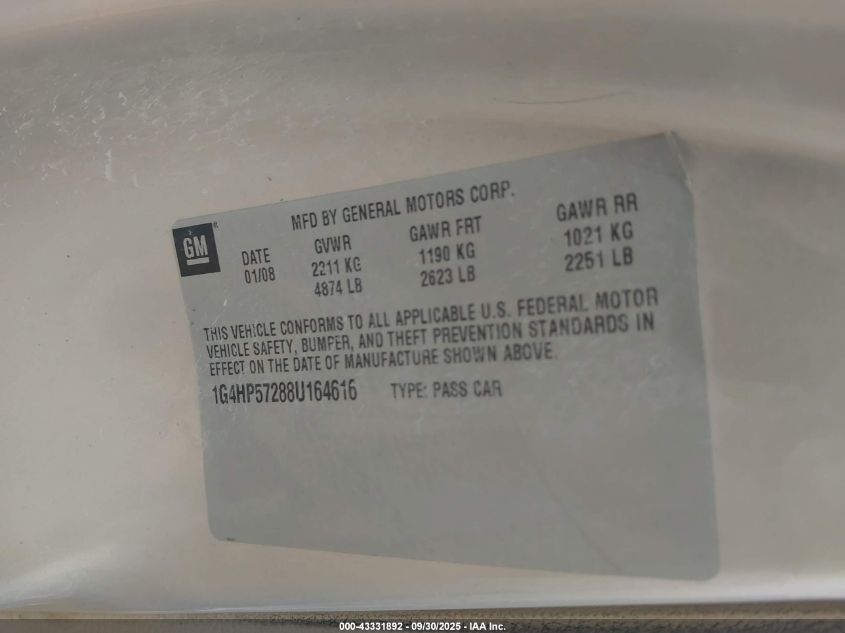 MFD BY GENERAL MOTORS CORP.
GM
DATE GVWR GAWR FRT GAWR RR
01/08 2211 KG 1190 KG 1021 KG
4874 LB 2623 LB 2251 LB
THIS VEHICLE CONFORMS TO ALL APPLICABLE U.S. FEDERAL MOTOR
VEHICLE SAFETY, BUMPER, AND THEFT PREVENTION STANDARDS IN
EFFECT ON THE DATE OF MANUFACTURE SHOWN ABOVE.
1G4HP57288U164616 TYPE: PASS CAR
000-43331892 - 09/30/2025 - IAA Inc.